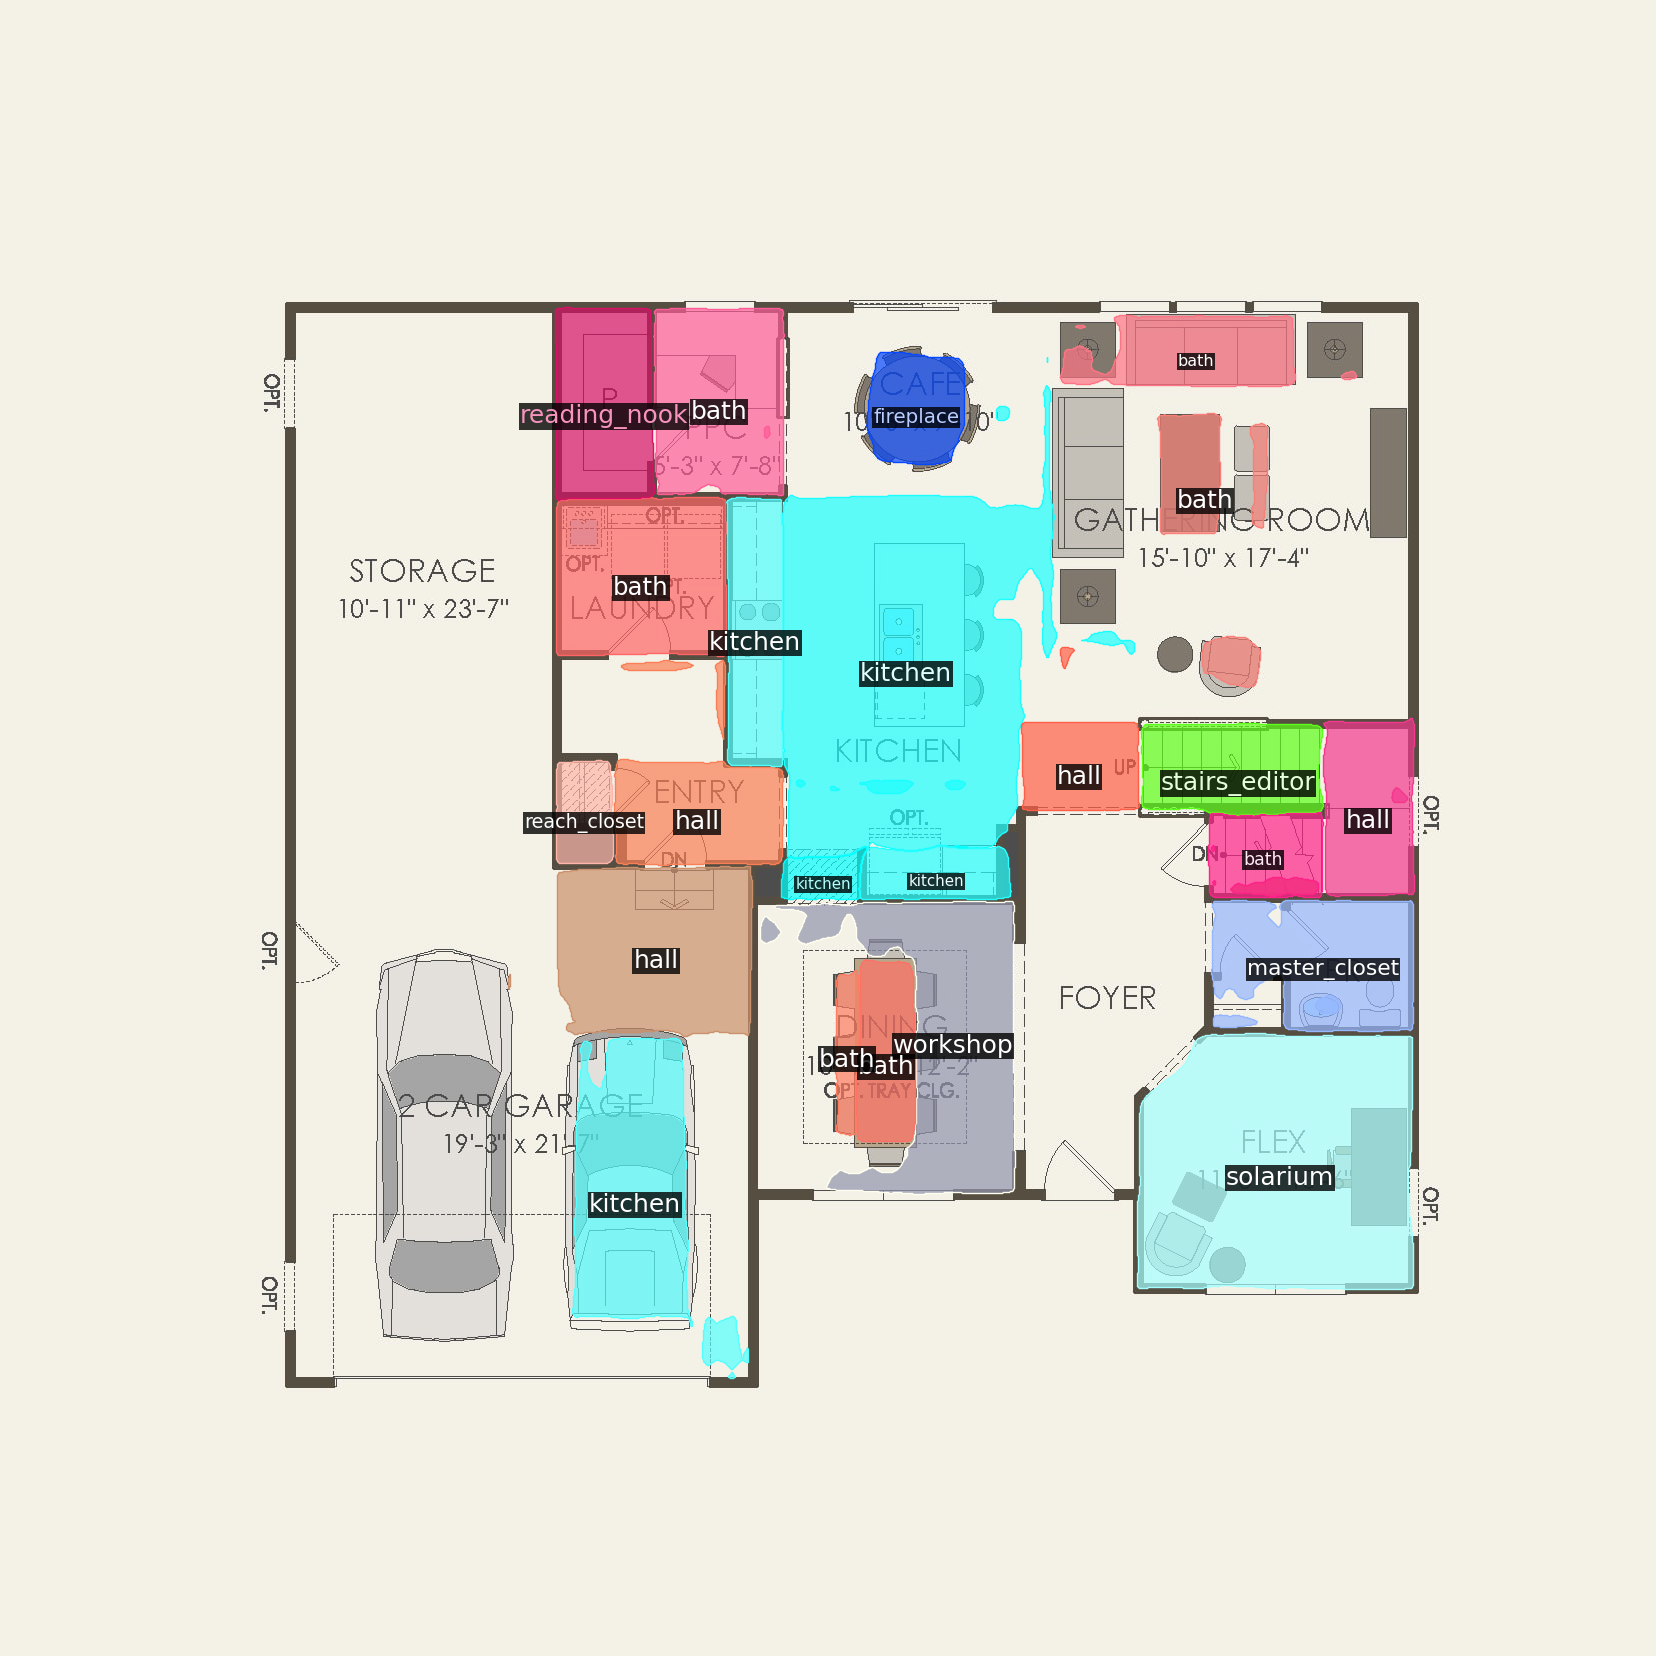 OPT.
CAFE
fireplace
bath
P
reading_nook
bath
PPC
5'-3" x 7'-8"
bath
GATHERING ROOM
15'-10" x 17'-4"
OPT.
OPT.
bath
LAUNDRY
STORAGE
10'-11" x 23'-7"
kitchen
kitchen
KITCHEN
hall
UP
stairs_editor
hall
OPT.
ENTRY
hall
reach_closet
DN
OPT.
kitchen
kitchen
DN
bath
OPT.
hall
master_closet
FOYER
DINING
workshop
bath
bath
12'-2"
OPT. TRAY CLG.
2 CAR GARAGE
19'-3" x 21'-7"
kitchen
FLEX
solarium
OPT.
OPT.